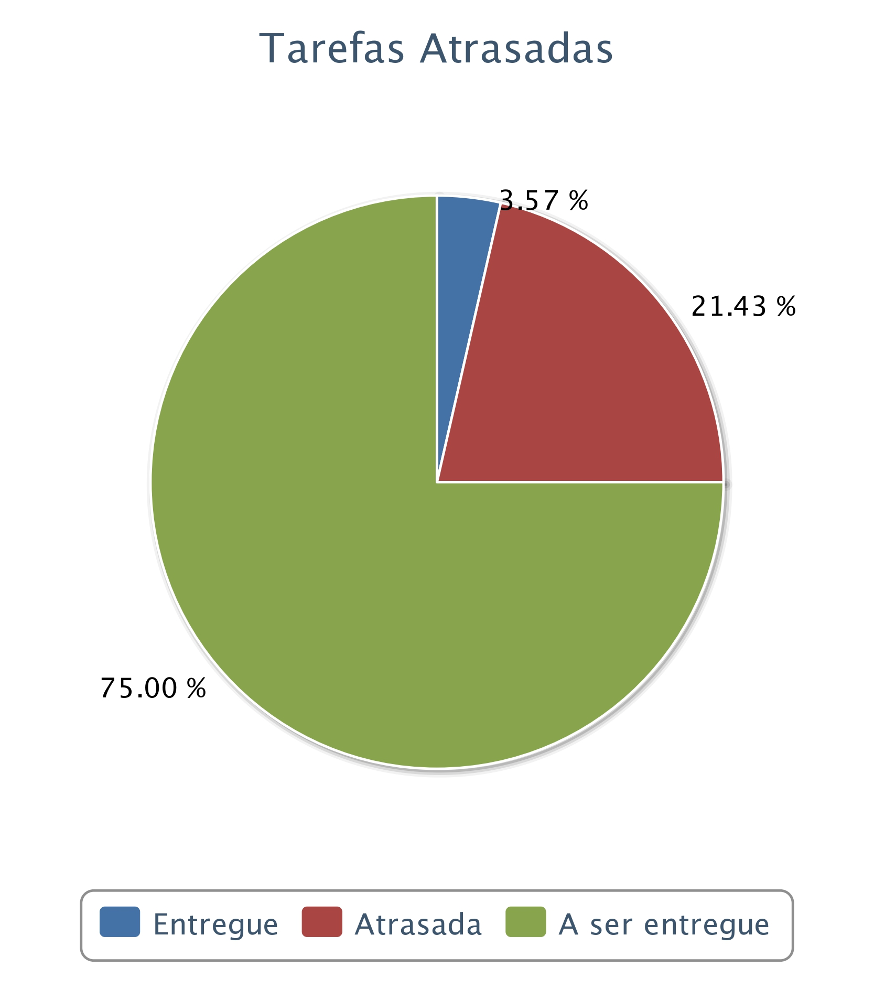 Tarefas Atrasadas
3.57 %
21.43 %
75.00 %
Entregue Atrasada A ser entregue